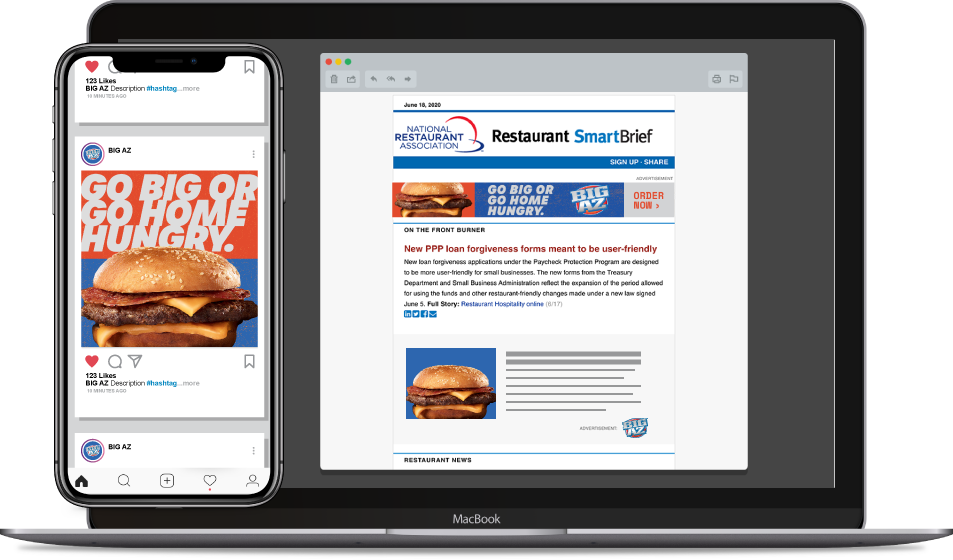 123 Likes
BIG AZ Description #hashtag...more
10 MINUTES AGO
BIG AZ
BIG AZ
GO BIG OR
GO HOME
HUNGRY.
123 Likes
BIG AZ Description #hashtag...more
10 MINUTES AGO
BIG AZ
BIG AZ
June 18, 2020
NATIONAL
RESTAURANT
ASSOCIATION
Restaurant SmartBrief
SIGN UP · SHARE
ADVERTISEMENT
GO BIG OR
GO HOME
HUNGRY.
BIG
AZ
ORDER
NOW >
ON THE FRONT BURNER
New PPP loan forgiveness forms meant to be user-friendly
New loan forgiveness applications under the Paycheck Protection Program are designed
to be more user-friendly for small businesses. The new forms from the Treasury
Department and Small Business Administration reflect the expansion of the period allowed
for using the funds and other restaurant-friendly changes made under a new law signed
June 5. Full Story: Restaurant Hospitality online (6/17)
ADVERTISEMENT:
BIG
AZ
RESTAURANT NEWS
MacBook